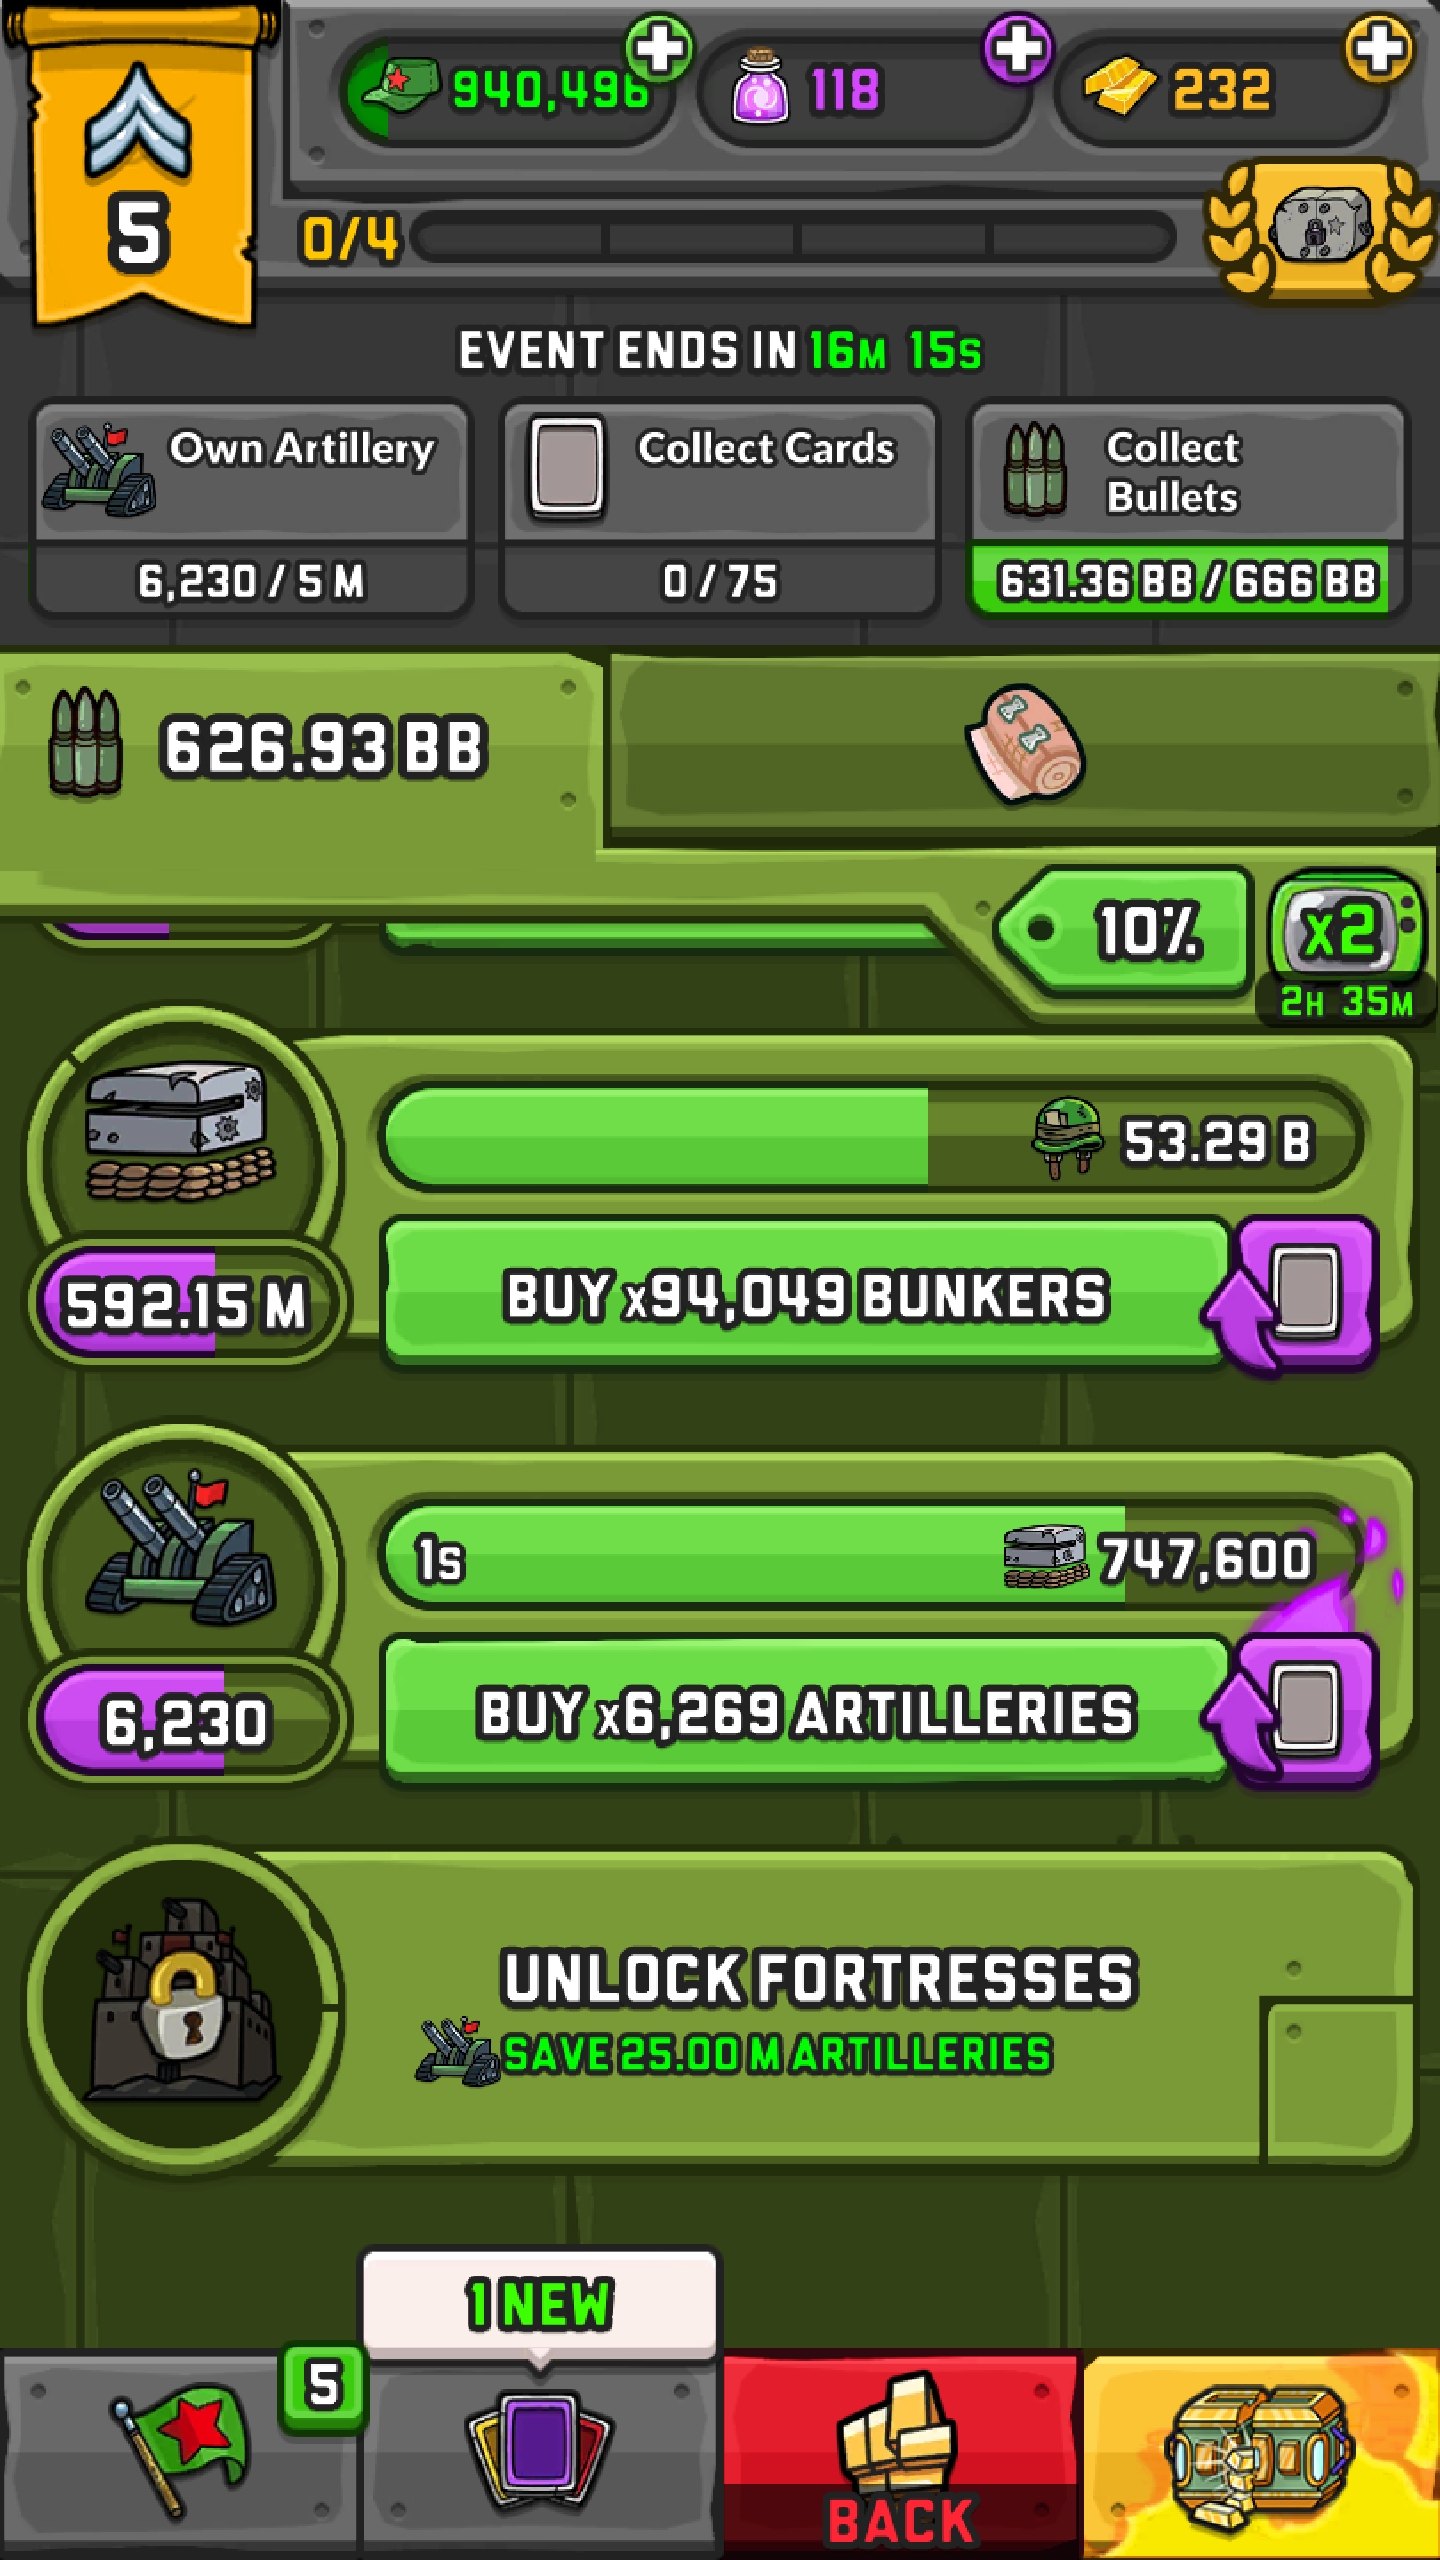 940,496
118
232
5
0/4
EVENT ENDS IN 16M 15S
Own Artillery
6,230 / 5 M
Collect Cards
0 / 75
Collect
Bullets
631.36 BB / 666 BB
626.93 BB
10%
x2
2H 35M
53.29 B
592.15 M
BUY x94,049 BUNKERS
1S
747,600
6,230
BUY x6,269 ARTILLERIES
UNLOCK FORTRESSES
SAVE 25.00 M ARTILLERIES
1 NEW
5
BACK